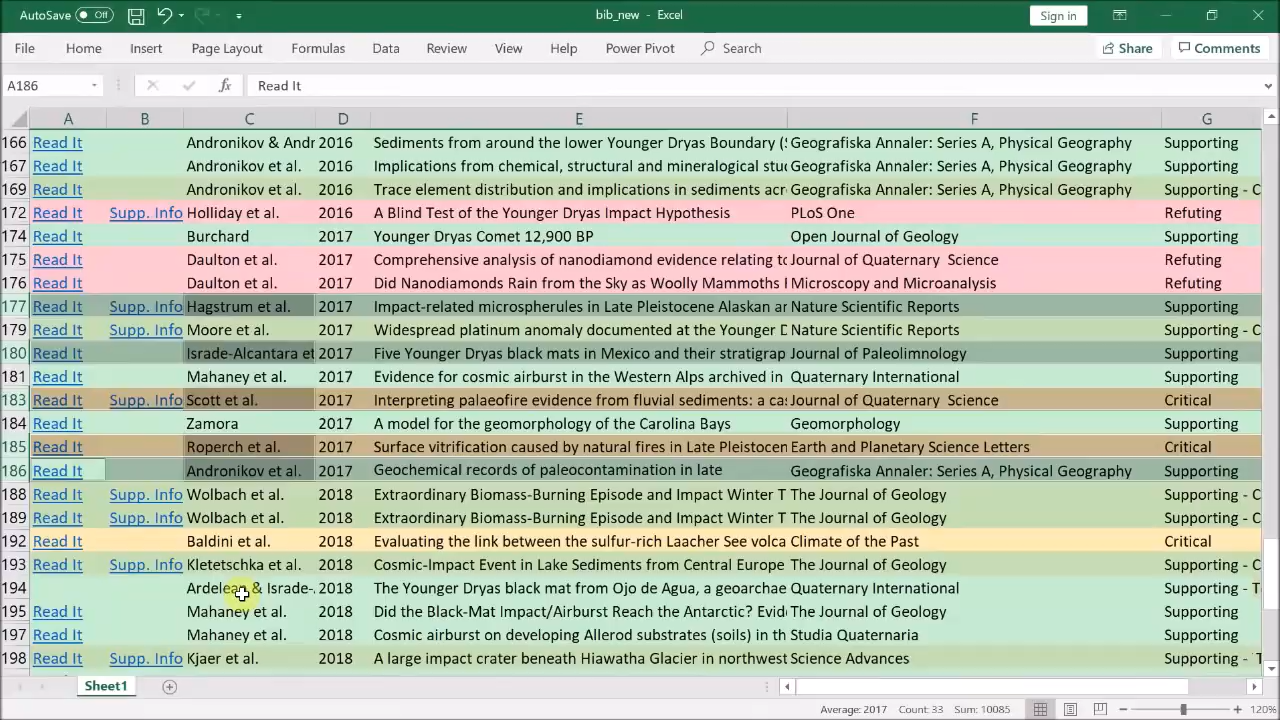 AutoSave Off bib_new - Excel Sign in
File Home Insert Page Layout Formulas Data Review View Help Power Pivot Search Share Comments
A186 fx Read It
A B C D E F G
166 Read It Andronikov & Andr 2016 Sediments from around the lower Younger Dryas Boundary ( Geografiska Annaler: Series A, Physical Geography Supporting
167 Read It Andronikov et al. 2016 Implications from chemical, structural and mineralogical stu Geografiska Annaler: Series A, Physical Geography Supporting
169 Read It Andronikov et al. 2016 Trace element distribution and implications in sediments acr Geografiska Annaler: Series A, Physical Geography Supporting - C
172 Read It Supp. Info Holliday et al. 2016 A Blind Test of the Younger Dryas Impact Hypothesis PLoS One Refuting
174 Read It Burchard 2017 Younger Dryas Comet 12,900 BP Open Journal of Geology Supporting
175 Read It Daulton et al. 2017 Comprehensive analysis of nanodiamond evidence relating to Journal of Quaternary Science Refuting
176 Read It Daulton et al. 2017 Did Nanodiamonds Rain from the Sky as Woolly Mammoths Microscopy and Microanalysis Refuting
177 Read It Supp. Info Hagstrum et al. 2017 Impact-related microspherules in Late Pleistocene Alaskan ar Nature Scientific Reports Supporting
179 Read It Supp. Info Moore et al. 2017 Widespread platinum anomaly documented at the Younger D Nature Scientific Reports Supporting - C
180 Read It Israde-Alcantara et 2017 Five Younger Dryas black mats in Mexico and their stratigrap Journal of Paleolimnology Supporting
181 Read It Mahaney et al. 2017 Evidence for cosmic airburst in the Western Alps archived in Quaternary International Supporting
183 Read It Supp. Info Scott et al. 2017 Interpreting palaeofire evidence from fluvial sediments: a cas Journal of Quaternary Science Critical
184 Read It Zamora 2017 A model for the geomorphology of the Carolina Bays Geomorphology Supporting
185 Read It Roperch et al. 2017 Surface vitrification caused by natural fires in Late Pleistocen Earth and Planetary Science Letters Critical
186 Read It Andronikov et al. 2017 Geochemical records of paleocontamination in late Geografiska Annaler: Series A, Physical Geography Supporting
188 Read It Supp. Info Wolbach et al. 2018 Extraordinary Biomass-Burning Episode and Impact Winter T The Journal of Geology Supporting - C
189 Read It Supp. Info Wolbach et al. 2018 Extraordinary Biomass-Burning Episode and Impact Winter T The Journal of Geology Supporting - C
192 Read It Baldini et al. 2018 Evaluating the link between the sulfur-rich Laacher See volca Climate of the Past Critical
193 Read It Supp. Info Kletetschka et al. 2018 Cosmic-Impact Event in Lake Sediments from Central Europe The Journal of Geology Supporting - C
194 Ardelean & Israde-. 2018 The Younger Dryas black mat from Ojo de Agua, a geoarchae Quaternary International Supporting - T
195 Read It Mahaney et al. 2018 Did the Black-Mat Impact/Airburst Reach the Antarctic? Evid The Journal of Geology Supporting
197 Read It Mahaney et al. 2018 Cosmic airburst on developing Allerod substrates (soils) in th Studia Quaternaria Supporting
198 Read It Supp. Info Kjaer et al. 2018 A large impact crater beneath Hiawatha Glacier in northwest Science Advances Supporting - T
Sheet1
Average: 2017 Count: 33 Sum: 10085 120%